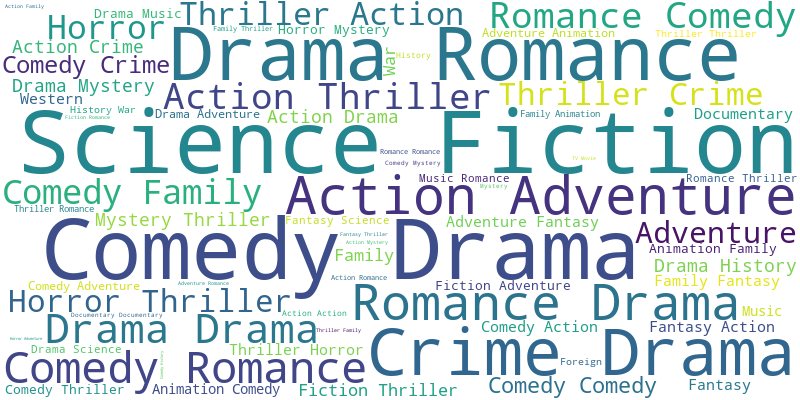 Action Family
Drama Music
Thriller Action
Romance Comedy
Horror
Family Thriller
Horror Mystery
Adventure Animation
Thriller Thriller
Action Crime
Drama Romance
War
History
Comedy Crime
Drama Mystery
Western
Action Thriller
Thriller Crime
History War
Fiction Romance
Drama Adventure
Action Drama
Family Animation
Documentary
Science Fiction
Romance Romance
Comedy Mystery
TV Movie
Comedy Family
Action Adventure
Music Romance
Mystery
Romance Thriller
Thriller Romance
Mystery Thriller
Fantasy Science
Adventure Fantasy
Adventure
Comedy Drama
Fantasy Thriller
Action Mystery
Family
Animation Family
Drama History
Comedy Adventure
Adventure Romance
Action Romance
Fiction Adventure
Family Fantasy
Horror Thriller
Romance Drama
Music
Documentary Documentary
Action Action
Drama Drama
Thriller Family
Comedy Action
Fantasy Action
Horror Adventure
Drama Science
Thriller Horror
Crime Drama
Comedy Romance
Foreign
Comedy Thriller
Animation Comedy
Fiction Thriller
Comedy Comedy
Fantasy